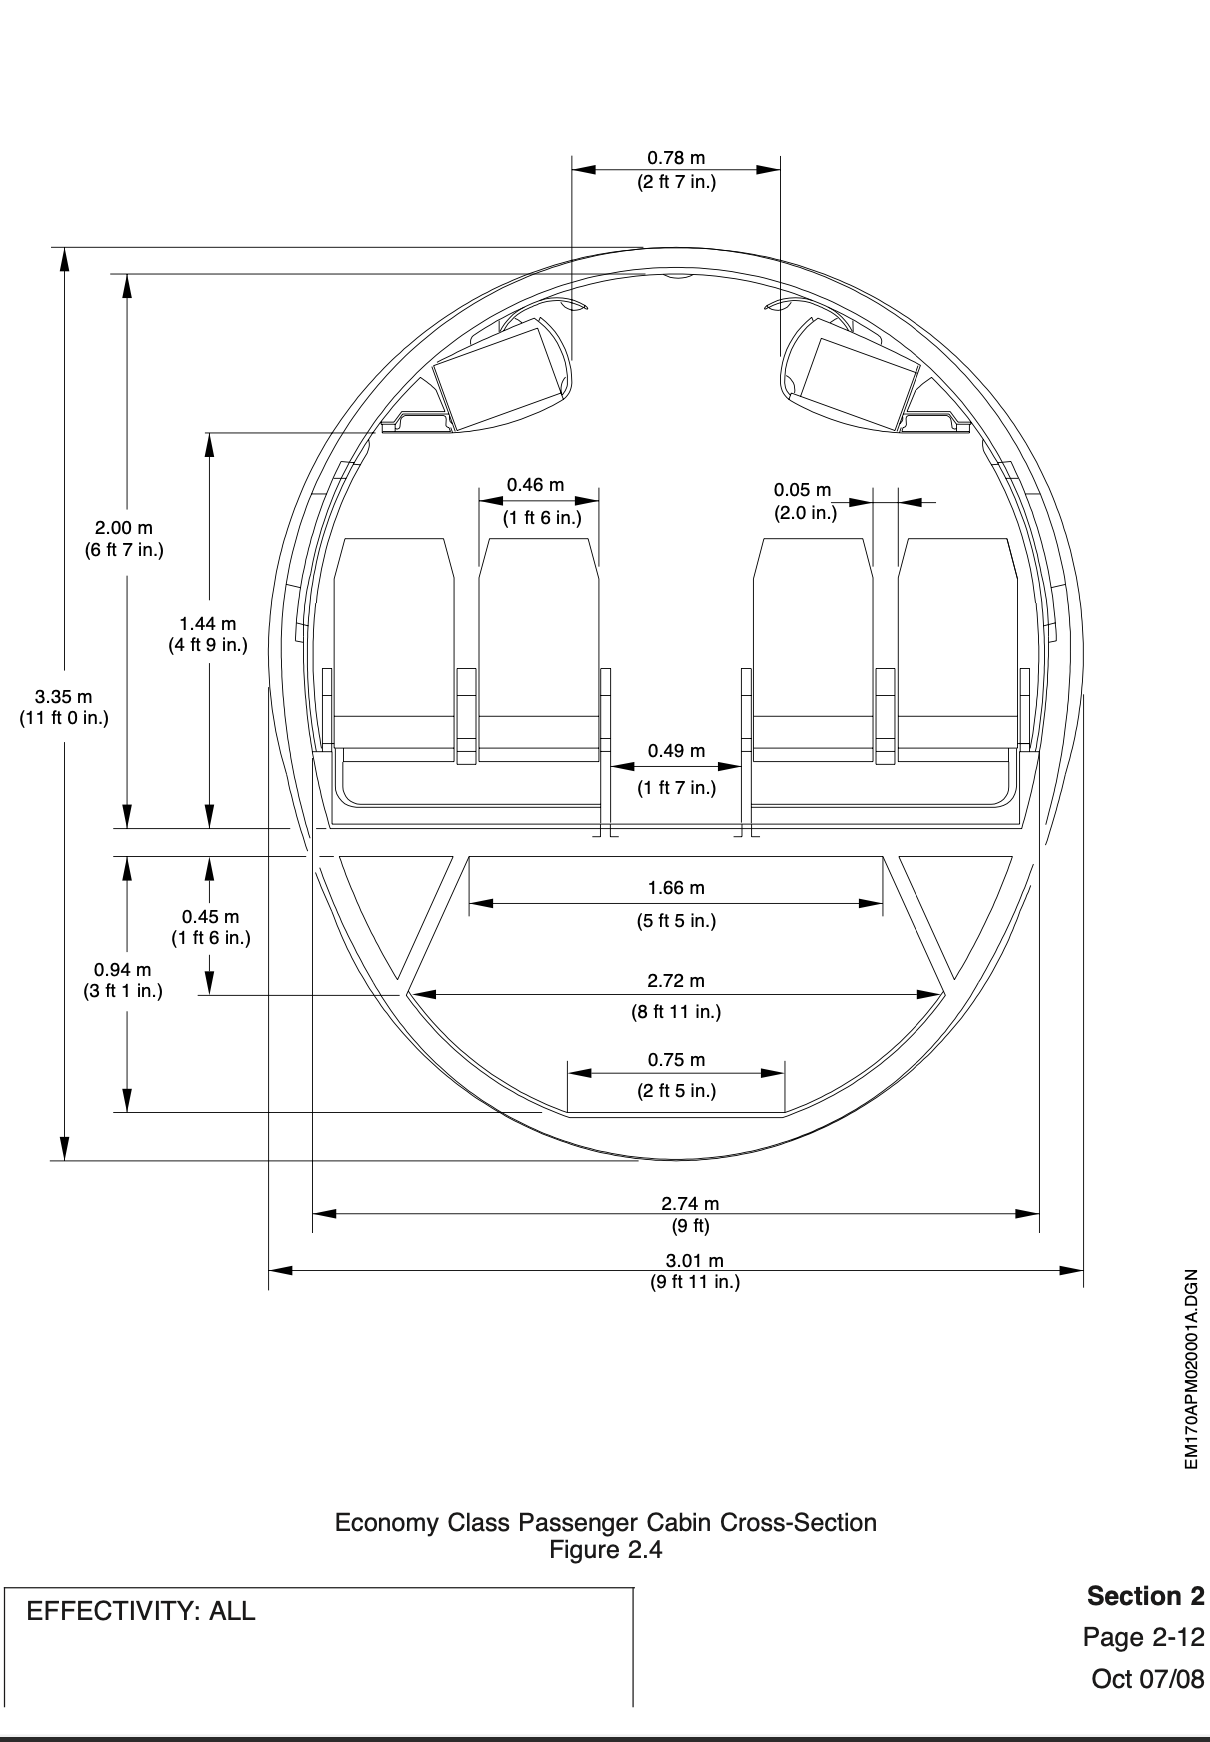 0.78 m
(2 ft 7 in.)
0.46 m
(1 ft 6 in.)
0.05 m
(2.0 in.)
2.00 m
(6 ft 7 in.)
1.44 m
(4 ft 9 in.)
3.35 m
(11 ft 0 in.)
0.49 m
(1 ft 7 in.)
1.66 m
(5 ft 5 in.)
0.45 m
(1 ft 6 in.)
0.94 m
(3 ft 1 in.)
2.72 m
(8 ft 11 in.)
0.75 m
(2 ft 5 in.)
2.74 m
(9 ft)
3.01 m
(9 ft 11 in.)
EM170APM020001A.DGN
Economy Class Passenger Cabin Cross-Section
Figure 2.4
EFFECTIVITY: ALL
Section 2
Page 2-12
Oct 07/08